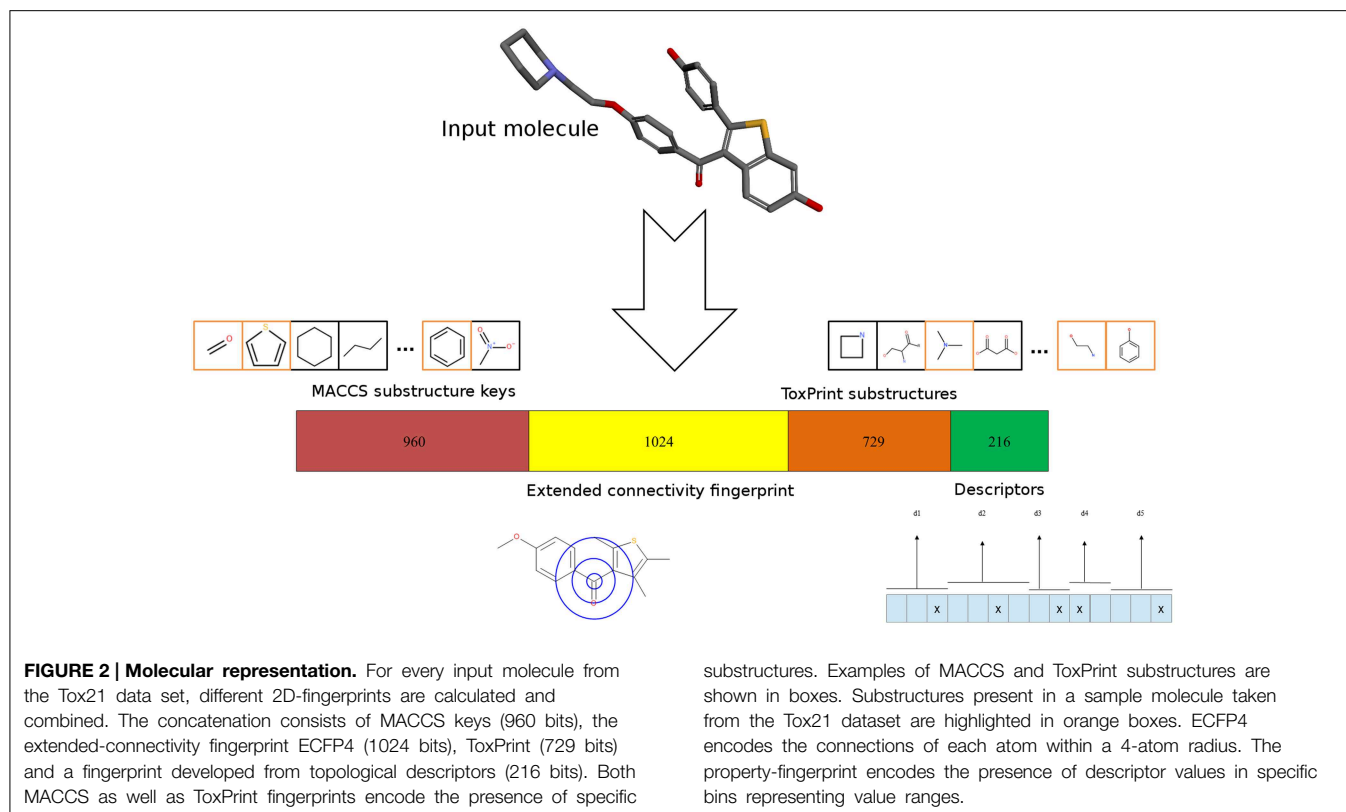 Input molecule
S
O
...
O
N+
O-
N
O
N+
O
O
...
MACCS substructure keys
ToxPrint substructures
960
1024
729
216
Extended connectivity fingerprint
Descriptors
d1
d2
d3
d4
d5
S
O
O
x
x
x
x
x
FIGURE 2 | Molecular representation. For every input molecule from
the Tox21 data set, different 2D-fingerprints are calculated and
combined. The concatenation consists of MACCS keys (960 bits), the
extended-connectivity fingerprint ECFP4 (1024 bits), ToxPrint (729 bits)
and a fingerprint developed from topological descriptors (216 bits). Both
MACCS as well as ToxPrint fingerprints encode the presence of specific
substructures. Examples of MACCS and ToxPrint substructures are
shown in boxes. Substructures present in a sample molecule taken
from the Tox21 dataset are highlighted in orange boxes. ECFP4
encodes the connections of each atom within a 4-atom radius. The
property-fingerprint encodes the presence of descriptor values in specific
bins representing value ranges.